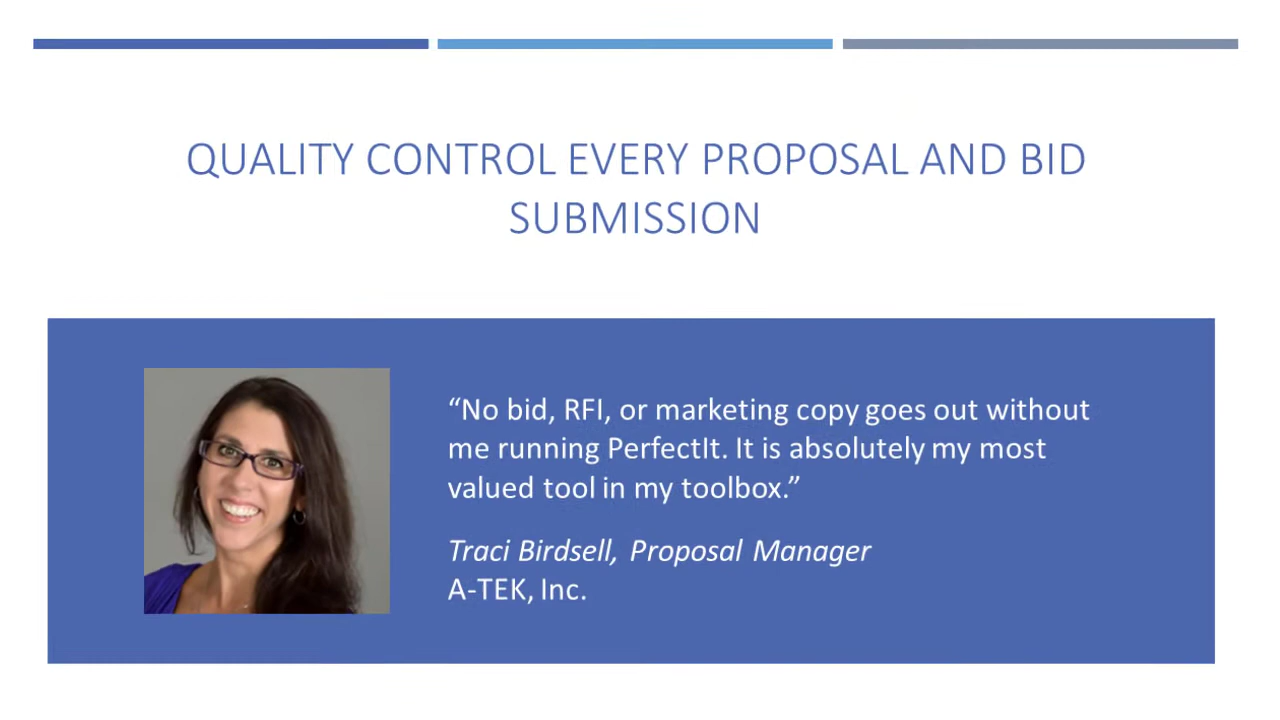 QUALITY CONTROL EVERY PROPOSAL AND BID
SUBMISSION
“No bid, RFI, or marketing copy goes out without
me running PerfectIt. It is absolutely my most
valued tool in my toolbox.”
Traci Birdsell, Proposal Manager
A-TEK, Inc.